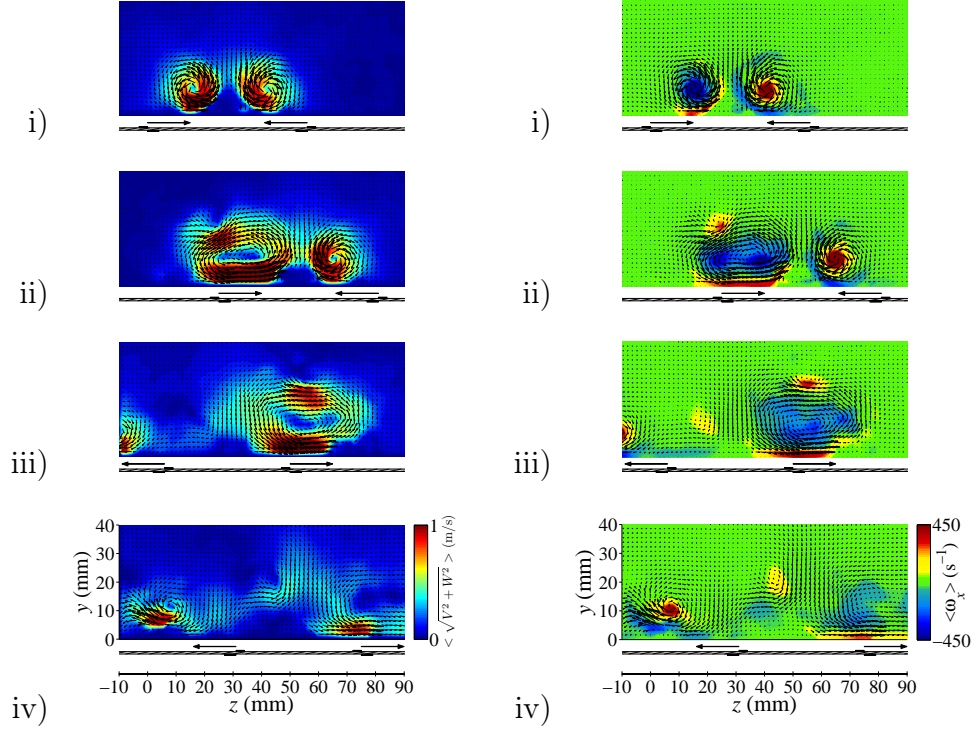 i) i)
ii) ii)
iii) iii)
40
30
20
10
0
y (mm)
1
0
< √V² + W² > (m/s)
40
30
20
10
0
y (mm)
450
−450
<ω_x> (s⁻¹)
−10 0 10 20 30 40 50 60 70 80 90
z (mm)
−10 0 10 20 30 40 50 60 70 80 90
z (mm)
iv) iv)